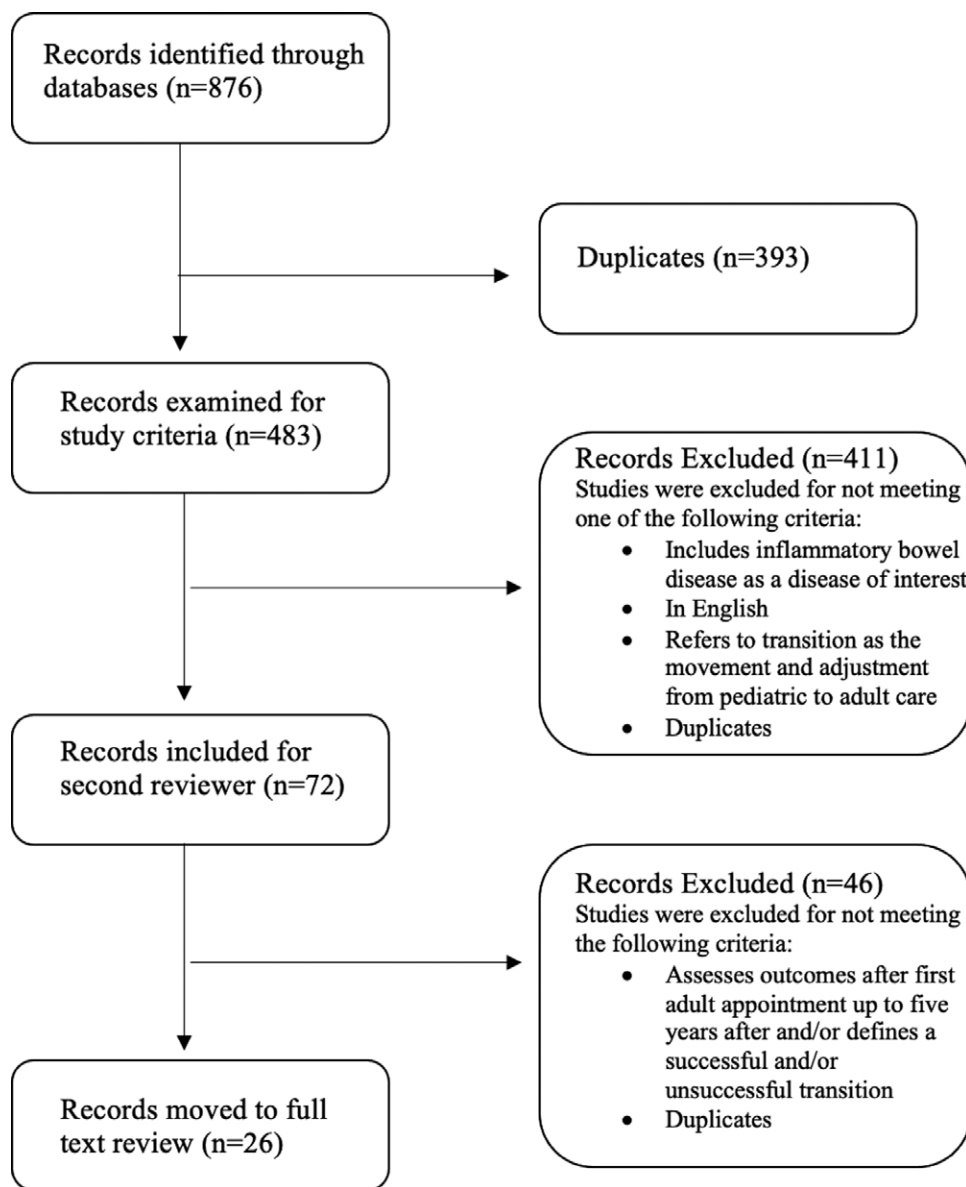 Records identified through
databases (n=876)
Duplicates (n=393)
Records examined for
study criteria (n=483)
Records Excluded (n=411)
Studies were excluded for not meeting
one of the following criteria:
• Includes inflammatory bowel
disease as a disease of interest
• In English
• Refers to transition as the
movement and adjustment
from pediatric to adult care
• Duplicates
Records included for
second reviewer (n=72)
Records Excluded (n=46)
Studies were excluded for not meeting
the following criteria:
• Assesses outcomes after first
adult appointment up to five
years after and/or defines a
successful and/or
unsuccessful transition
• Duplicates
Records moved to full
text review (n=26)